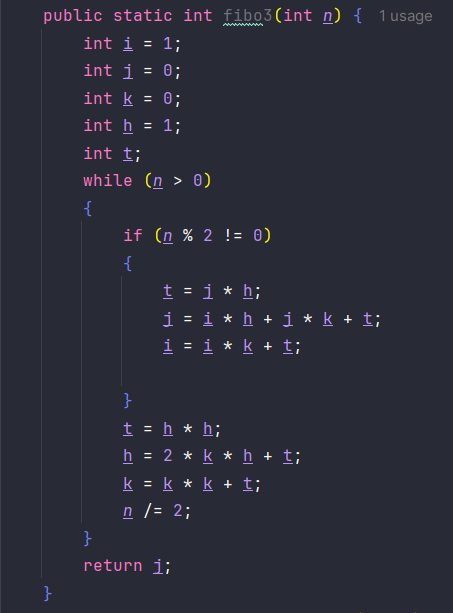 public static int fibo3(int n) { 1 usage
int i = 1;
int j = 0;
int k = 0;
int h = 1;
int t;
while (n > 0)
{
if (n % 2 != 0)
{
t = j * h;
j = i * h + j * k + t;
i = i * k + t;
}
t = h * h;
h = 2 * k * h + t;
k = k * k + t;
n /= 2;
}
return j;
}